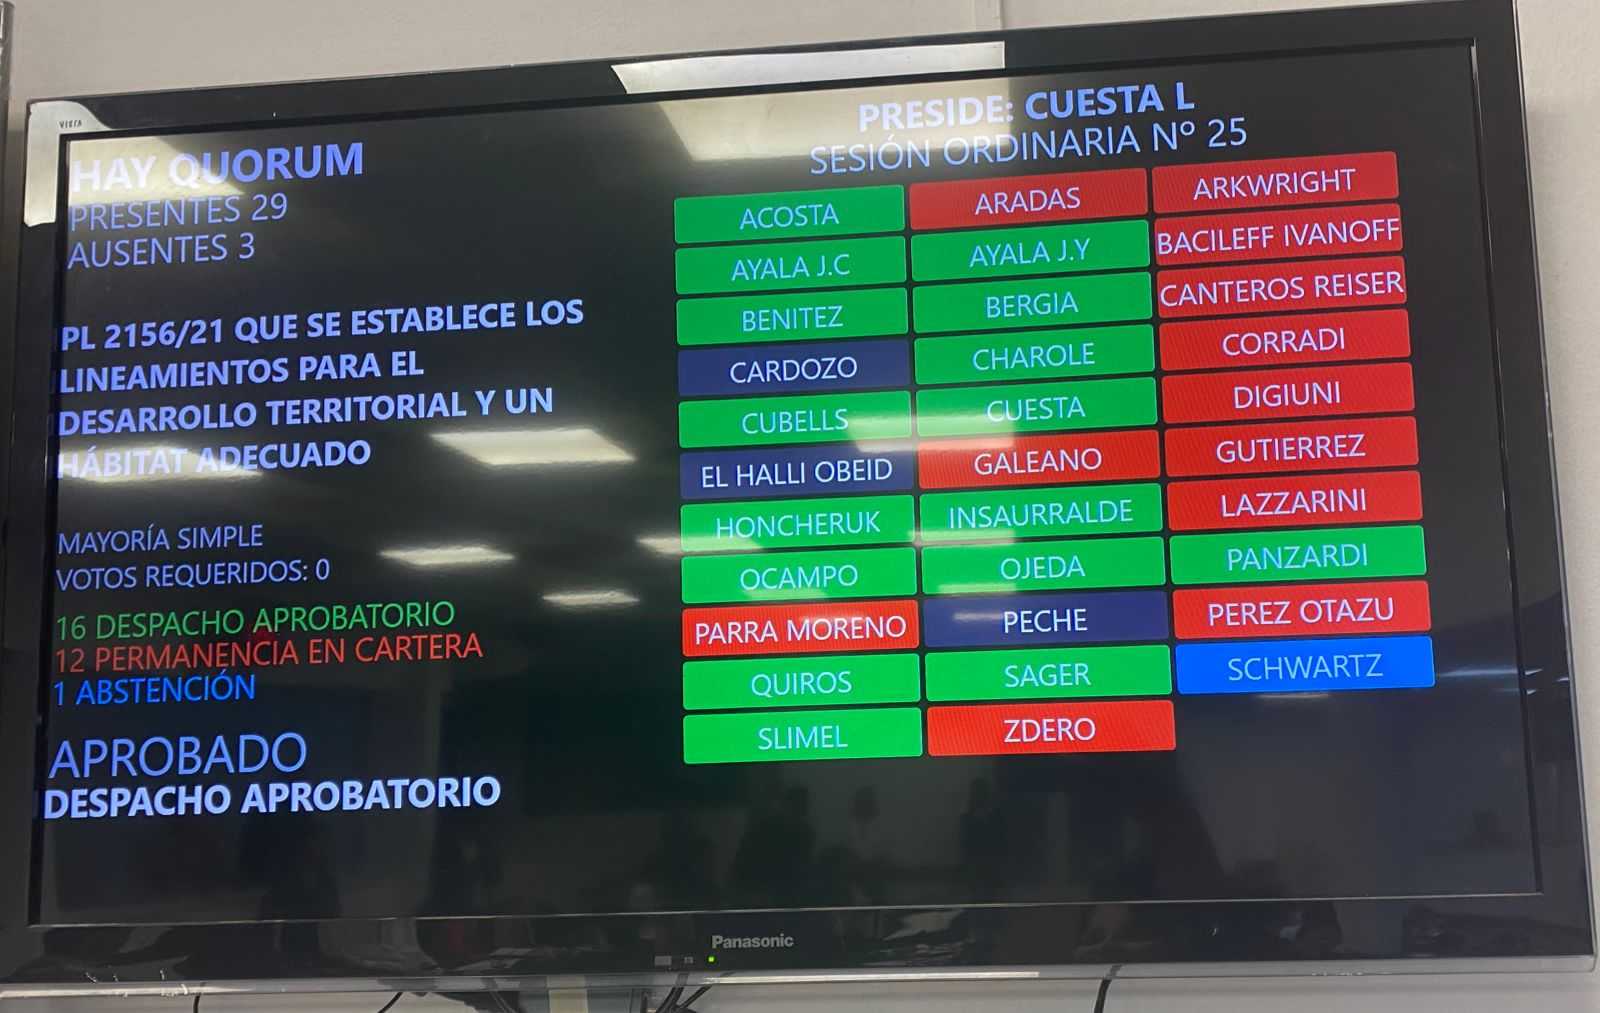 VIERA
HAY QUORUM
PRESENTES 29
AUSENTES 3
PL 2156/21 QUE SE ESTABLECE LOS
LINEAMIENTOS PARA EL
DESARROLLO TERRITORIAL Y UN
HÁBITAT ADECUADO
MAYORÍA SIMPLE
VOTOS REQUERIDOS: 0
16 DESPACHO APROBATORIO
12 PERMANENCIA EN CARTERA
1 ABSTENCIÓN
APROBADO
DESPACHO APROBATORIO
PRESIDE: CUESTA L
SESIÓN ORDINARIA Nº 25
ACOSTA ARADAS ARKWRIGHT
AYALA J.C AYALA J.Y BACILEFF IVANOFF
BENITEZ BERGIA CANTEROS REISER
CARDOZO CHAROLE CORRADI
CUBELLS CUESTA DIGIUNI
EL HALLI OBEID GALEANO GUTIERREZ
HONCHERUK INSAURRALDE LAZZARINI
OCAMPO OJEDA PANZARDI
PARRA MORENO PECHE PEREZ OTAZU
QUIROS SAGER SCHWARTZ
SLIMEL ZDERO
Panasonic